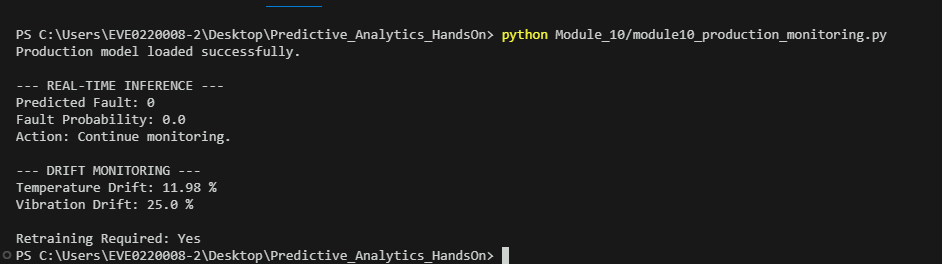 PS C:\Users\EVE0220008-2\Desktop\Predictive_Analytics_HandsOn> python Module_10/module10_production_monitoring.py
Production model loaded successfully.
--- REAL-TIME INFERENCE ---
Predicted Fault: 0
Fault Probability: 0.0
Action: Continue monitoring.
--- DRIFT MONITORING ---
Temperature Drift: 11.98 %
Vibration Drift: 25.0 %
Retraining Required: Yes
PS C:\Users\EVE0220008-2\Desktop\Predictive_Analytics_HandsOn>